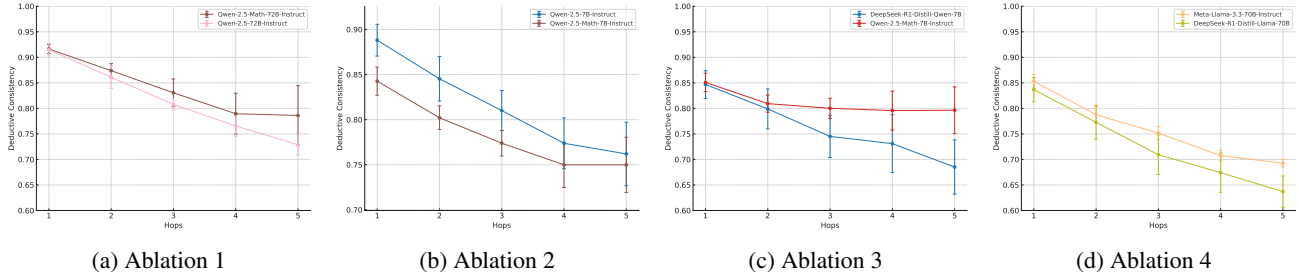 1.00
0.95
0.90
0.85
0.80
0.75
0.70
0.65
0.60
Deductive Consistency
Qwen-2.5-Math-72B-Instruct
Qwen-2.5-72B-Instruct
1 2 3 4 5
Hops
(a) Ablation 1
0.90
0.85
0.80
0.75
0.70
Deductive Consistency
Qwen-2.5-7B-Instruct
Qwen-2.5-Math-7B-Instruct
1 2 3 4 5
Hops
(b) Ablation 2
1.00
0.95
0.90
0.85
0.80
0.75
0.70
0.65
0.60
Deductive Consistency
DeepSeek-R1-Distill-Qwen-7B
Qwen-2.5-Math-7B-Instruct
1 2 3 4 5
Hops
(c) Ablation 3
1.00
0.95
0.90
0.85
0.80
0.75
0.70
0.65
0.60
Deductive Consistency
Meta-Llama-3.3-70B-Instruct
DeepSeek-R1-Distill-Llama-70B
1 2 3 4 5
Hops
(d) Ablation 4